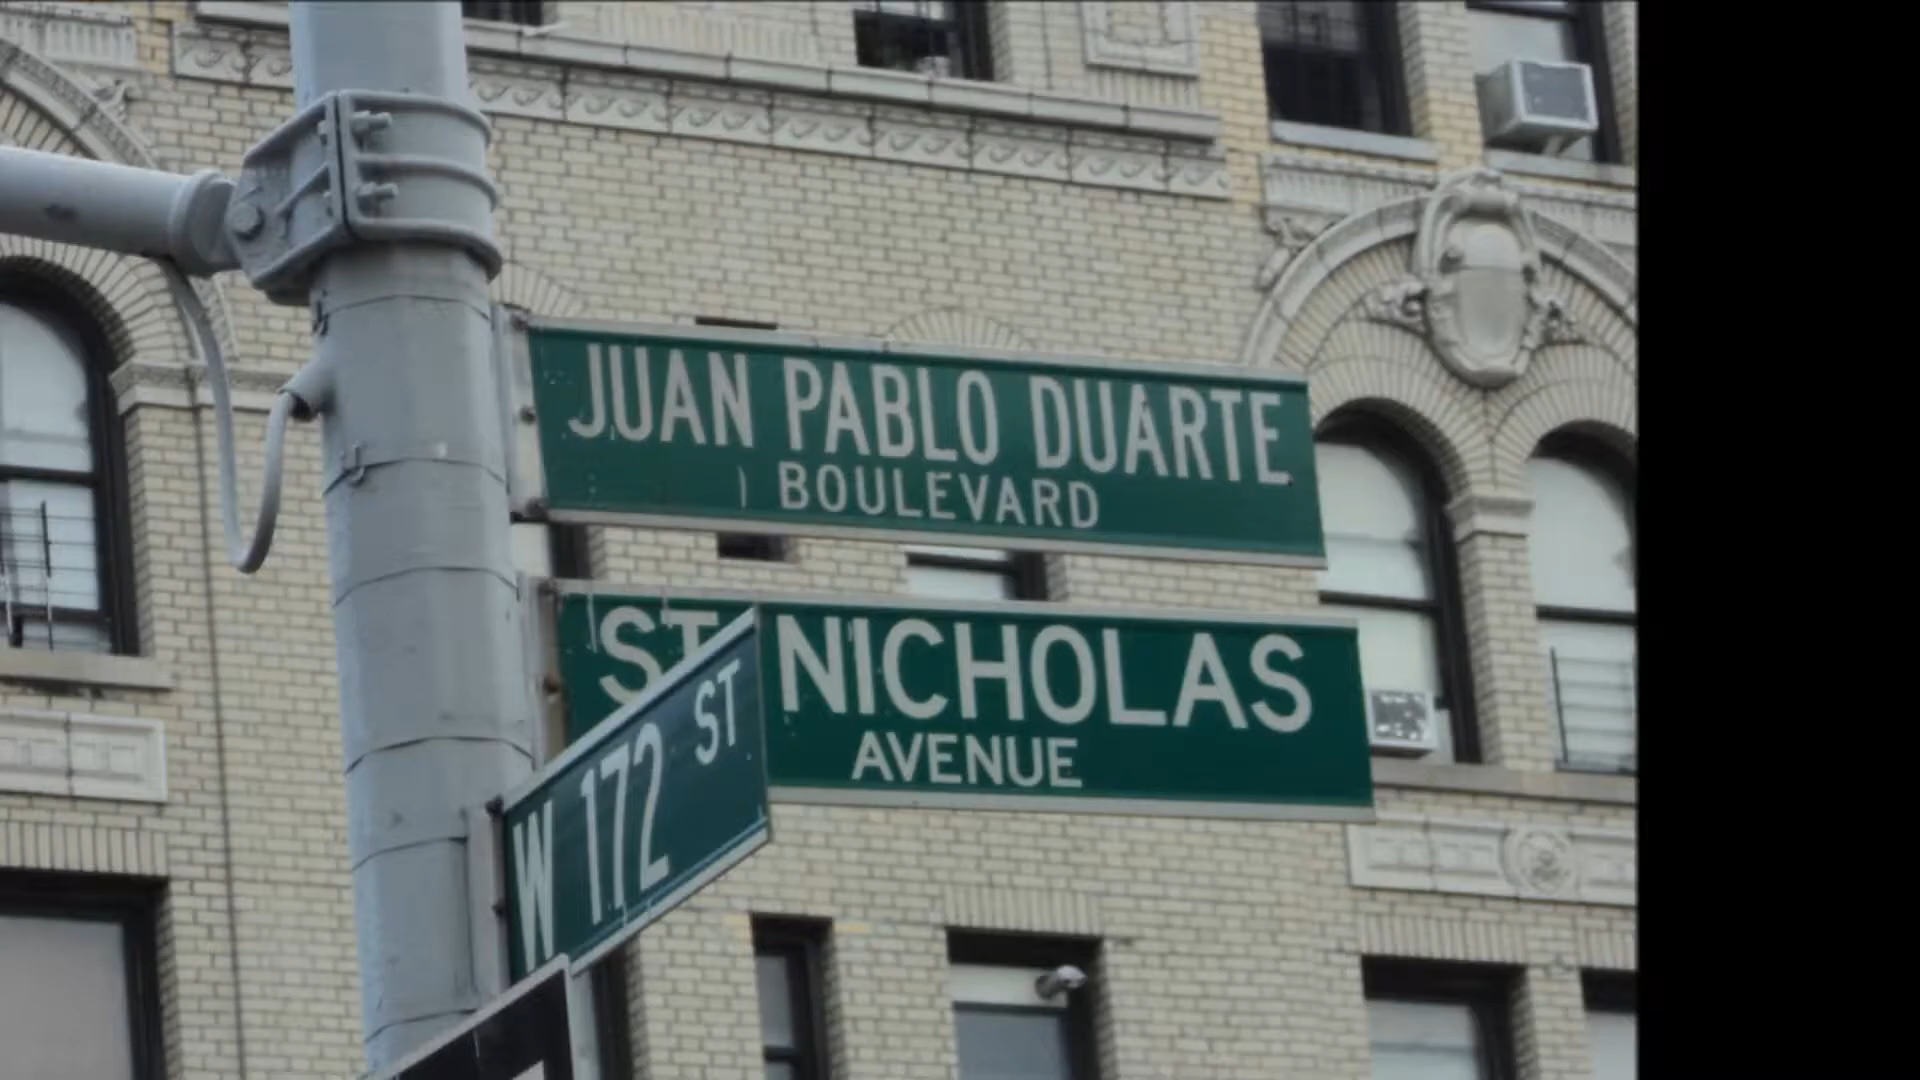 JUAN PABLO DUARTE
BOULEVARD
ST NICHOLAS
AVENUE
W 172 ST